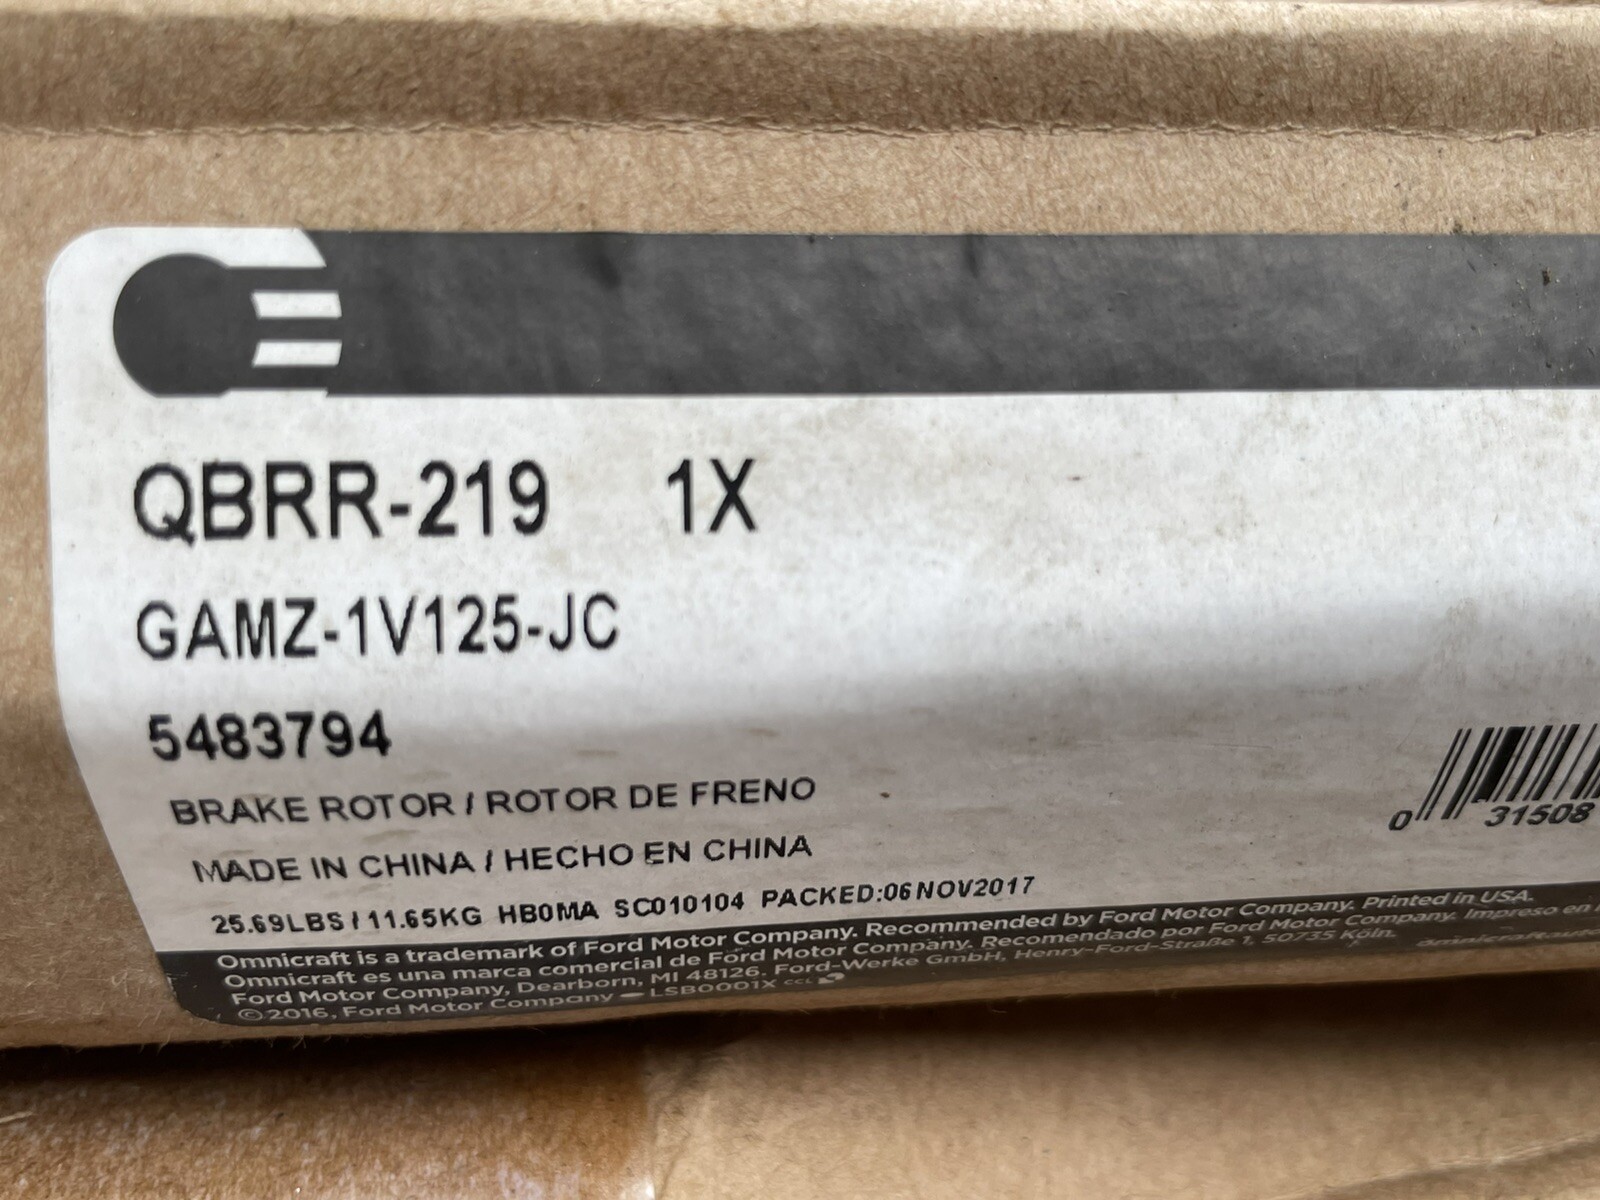 QBRR-219 1X
GAMZ-1V125-JC
5483794
BRAKE ROTOR / ROTOR DE FRENO
MADE IN CHINA / HECHO EN CHINA
25.69LBS / 11.65KG HB0MA SC010104 PACKED:06NOV2017
0 31508
Omnicraft is a trademark of Ford Motor Company. Recommended by Ford Motor Company. Printed in USA.
Omnicraft es una marca comercial de Ford Motor Company. Recomendado por Ford Motor Company. Impreso en
Ford Motor Company, Dearborn, MI 48126. Ford-Werke GmbH, Henry-Ford-Straße 1, 50735 Köln.
©2016, Ford Motor Company — LSB0001X